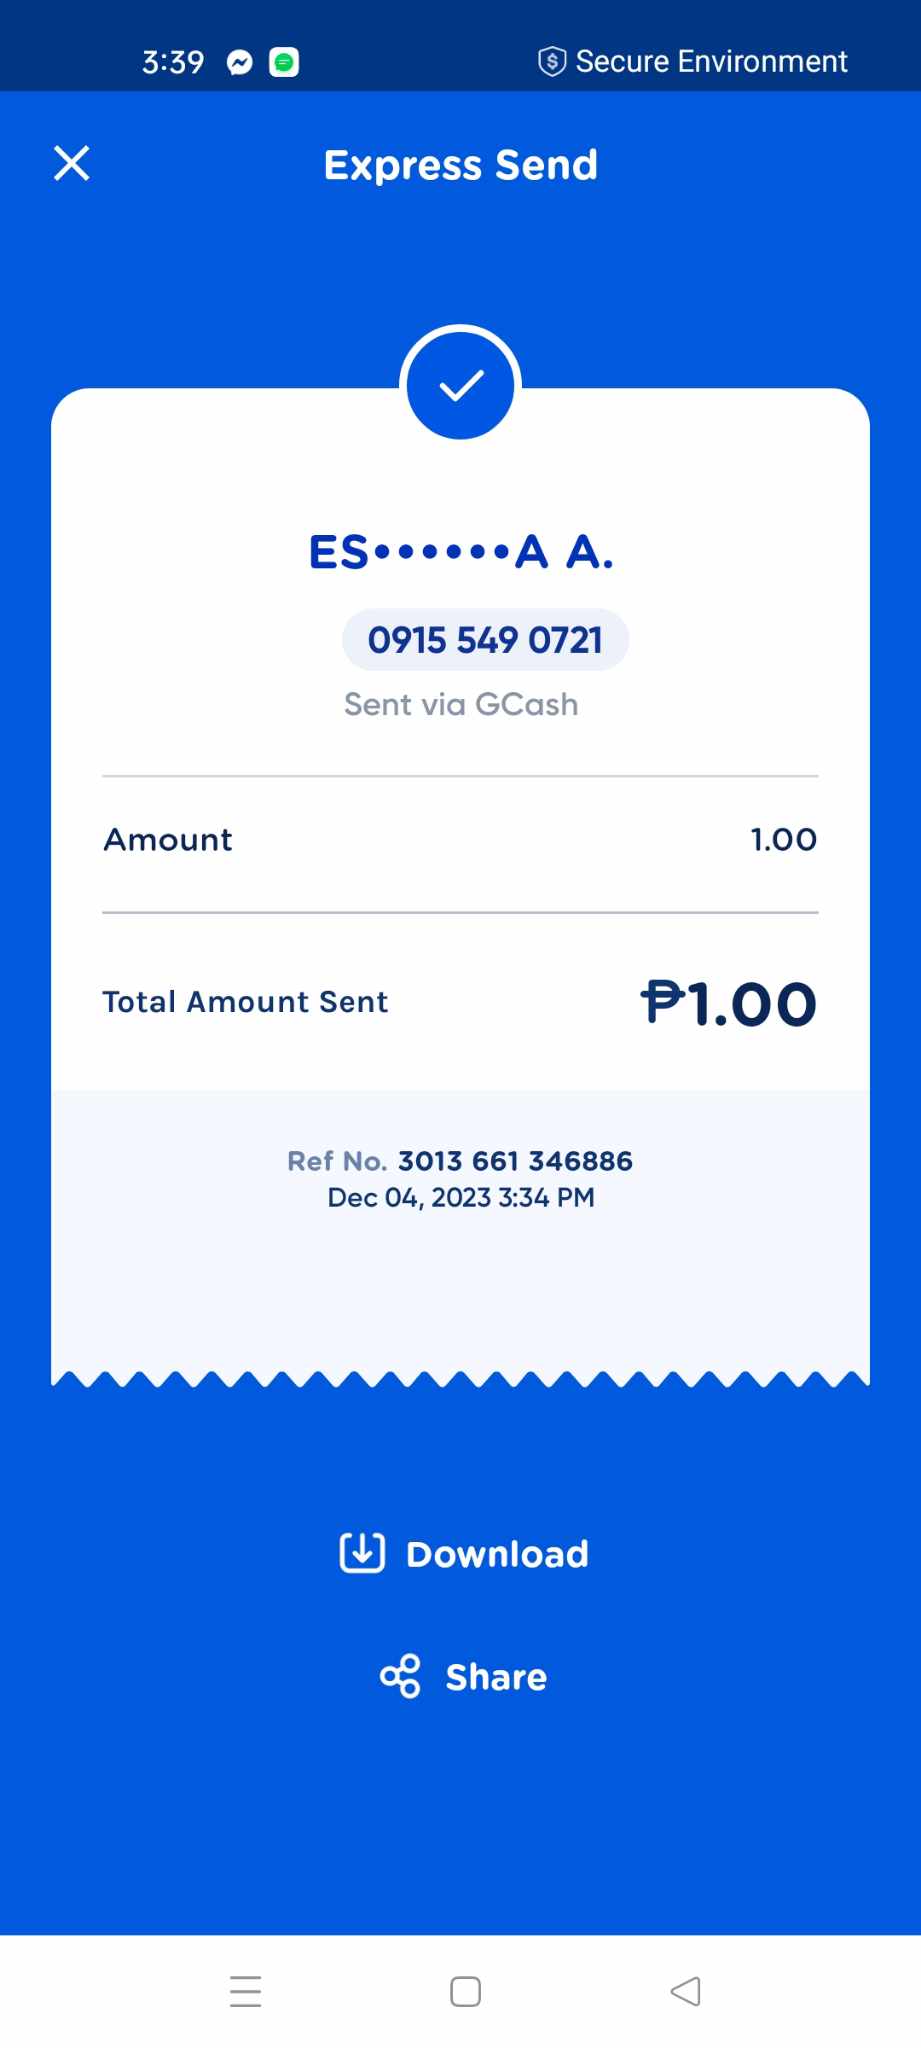 3:39
Secure Environment
Express Send
ES••••••A A.
0915 549 0721
Sent via GCash
Amount 1.00
Total Amount Sent ₱1.00
Ref No. 3013 661 346886
Dec 04, 2023 3:34 PM
Download
Share